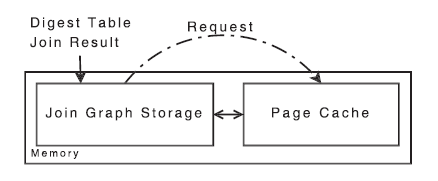 Digest Table
Join Result
Request
Join Graph Storage
Page Cache
Memory